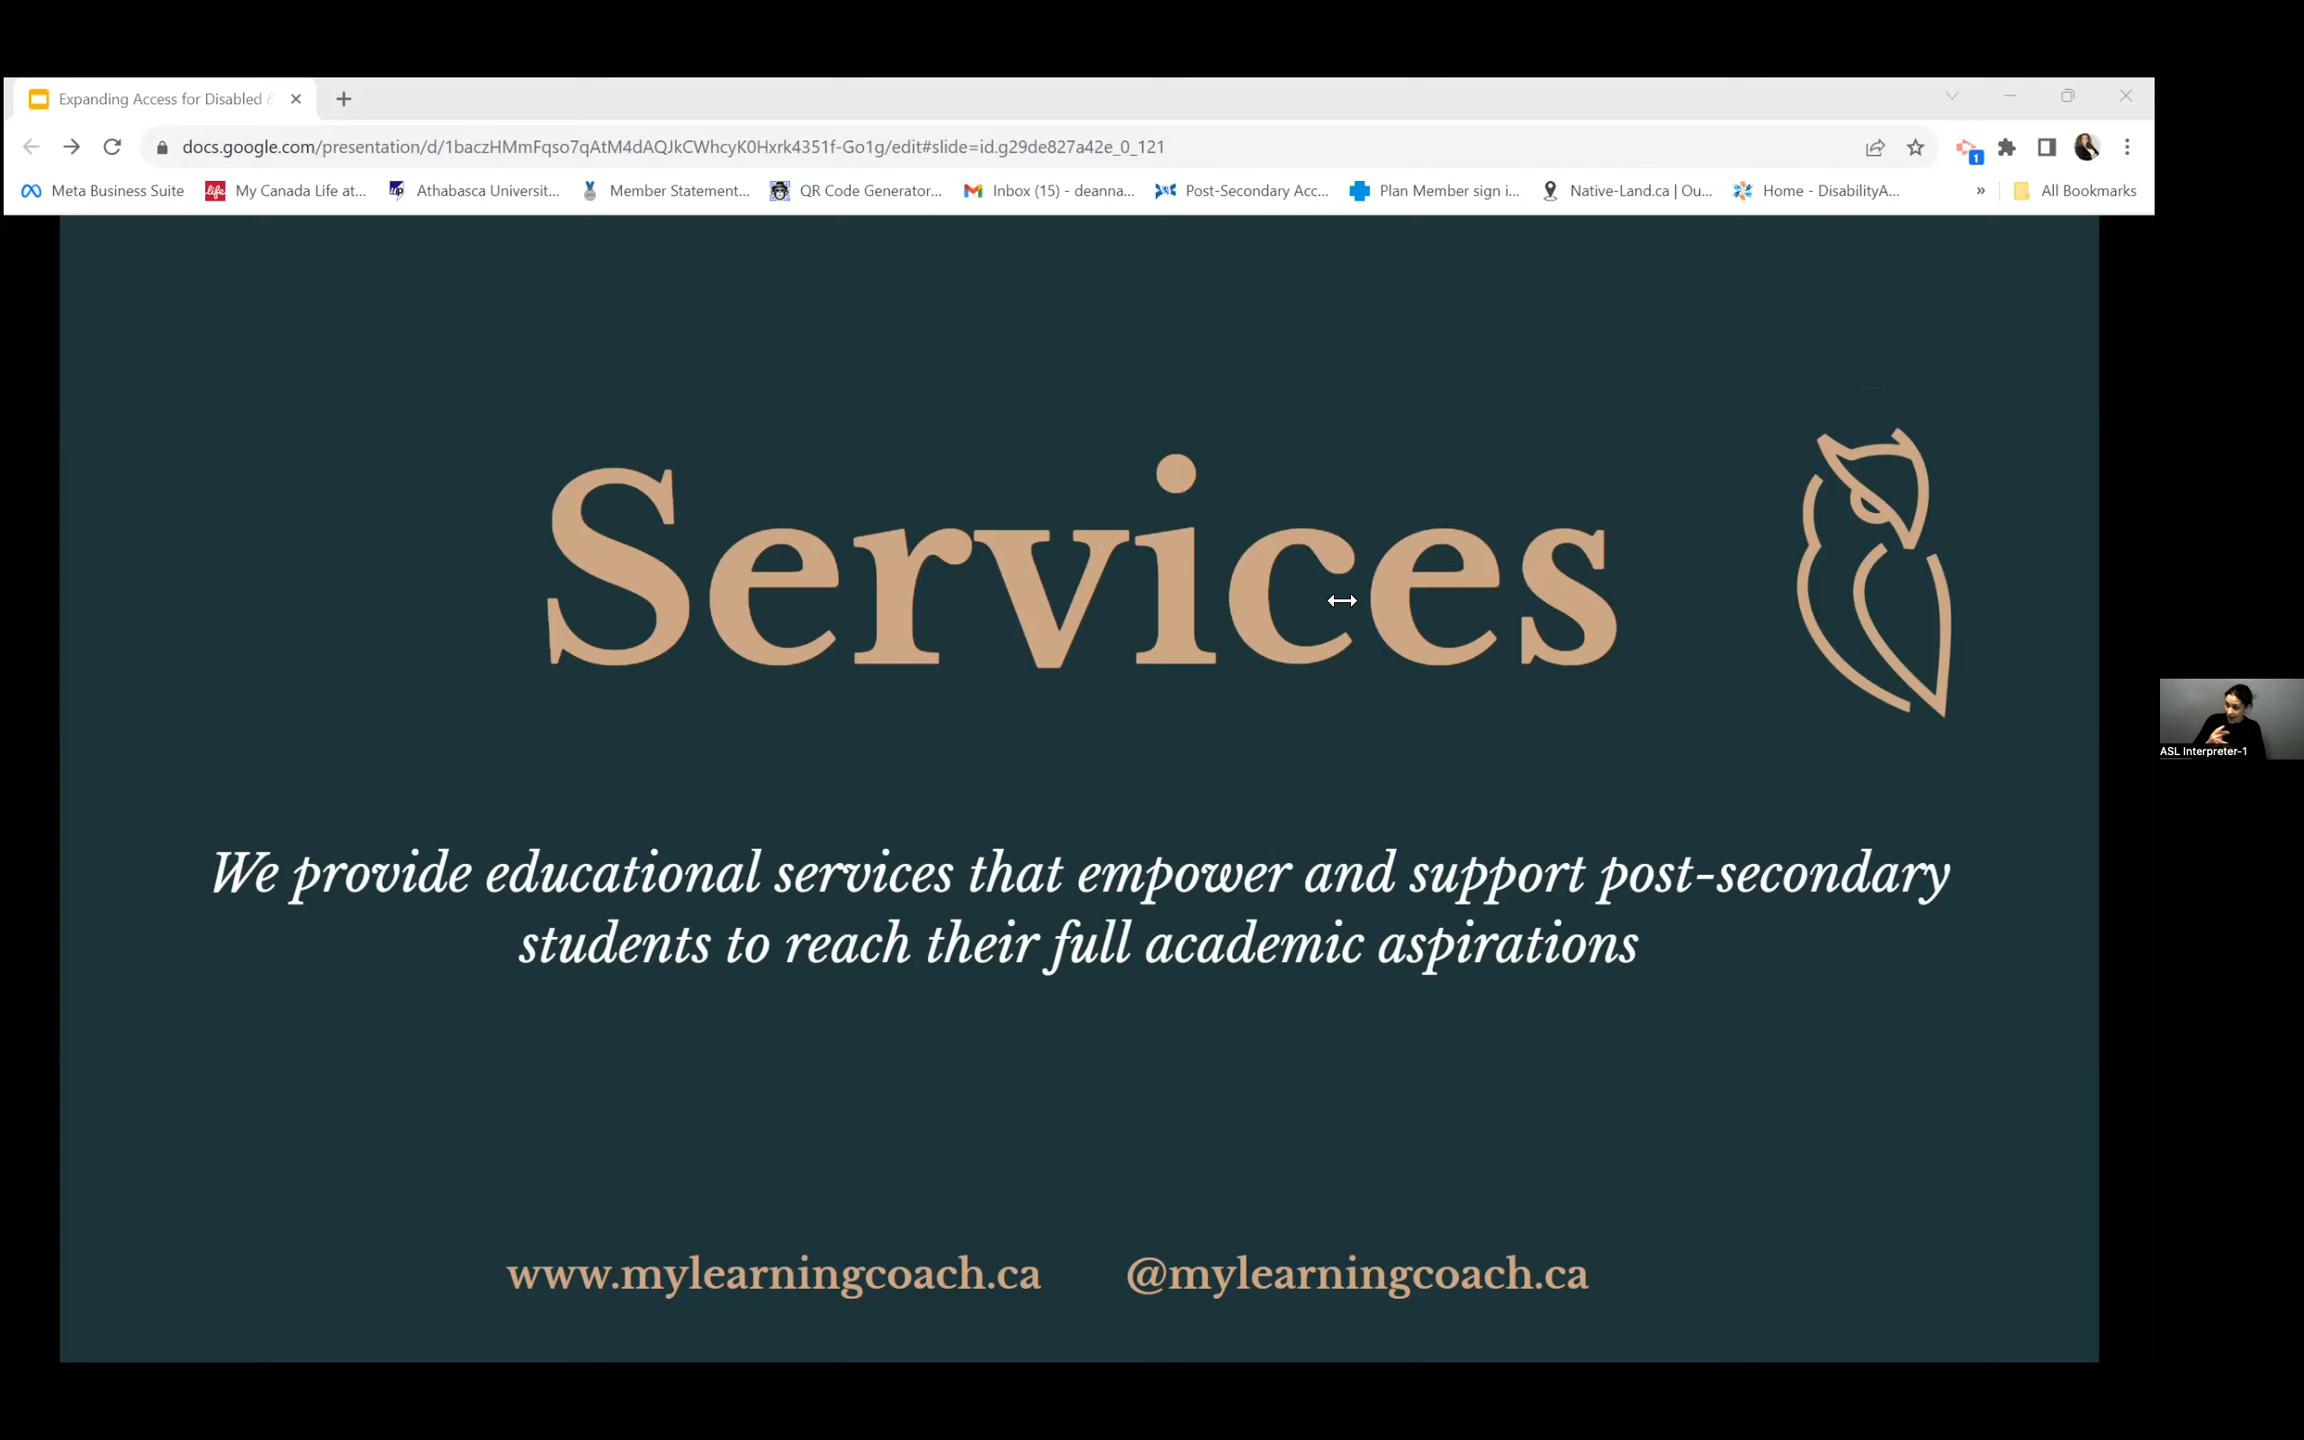 Expanding Access for Disabled &
docs.google.com/presentation/d/1baczHMmFqso7qAtM4dAQJkCWhcyK0Hxrk4351f-Go1g/edit#slide=id.g29de827a42e_0_121
1
Meta Business Suite
life
My Canada Life at...
Athabasca Universit...
Member Statement...
QR Code Generator...
Inbox (15) - deanna...
Post-Secondary Acc...
Plan Member sign i...
Native-Land.ca | Ou...
Home - DisabilityA...
»
All Bookmarks
Services
We provide educational services that empower and support post-secondary
students to reach their full academic aspirations
ASL Interpreter-1
www.mylearningcoach.ca
@mylearningcoach.ca